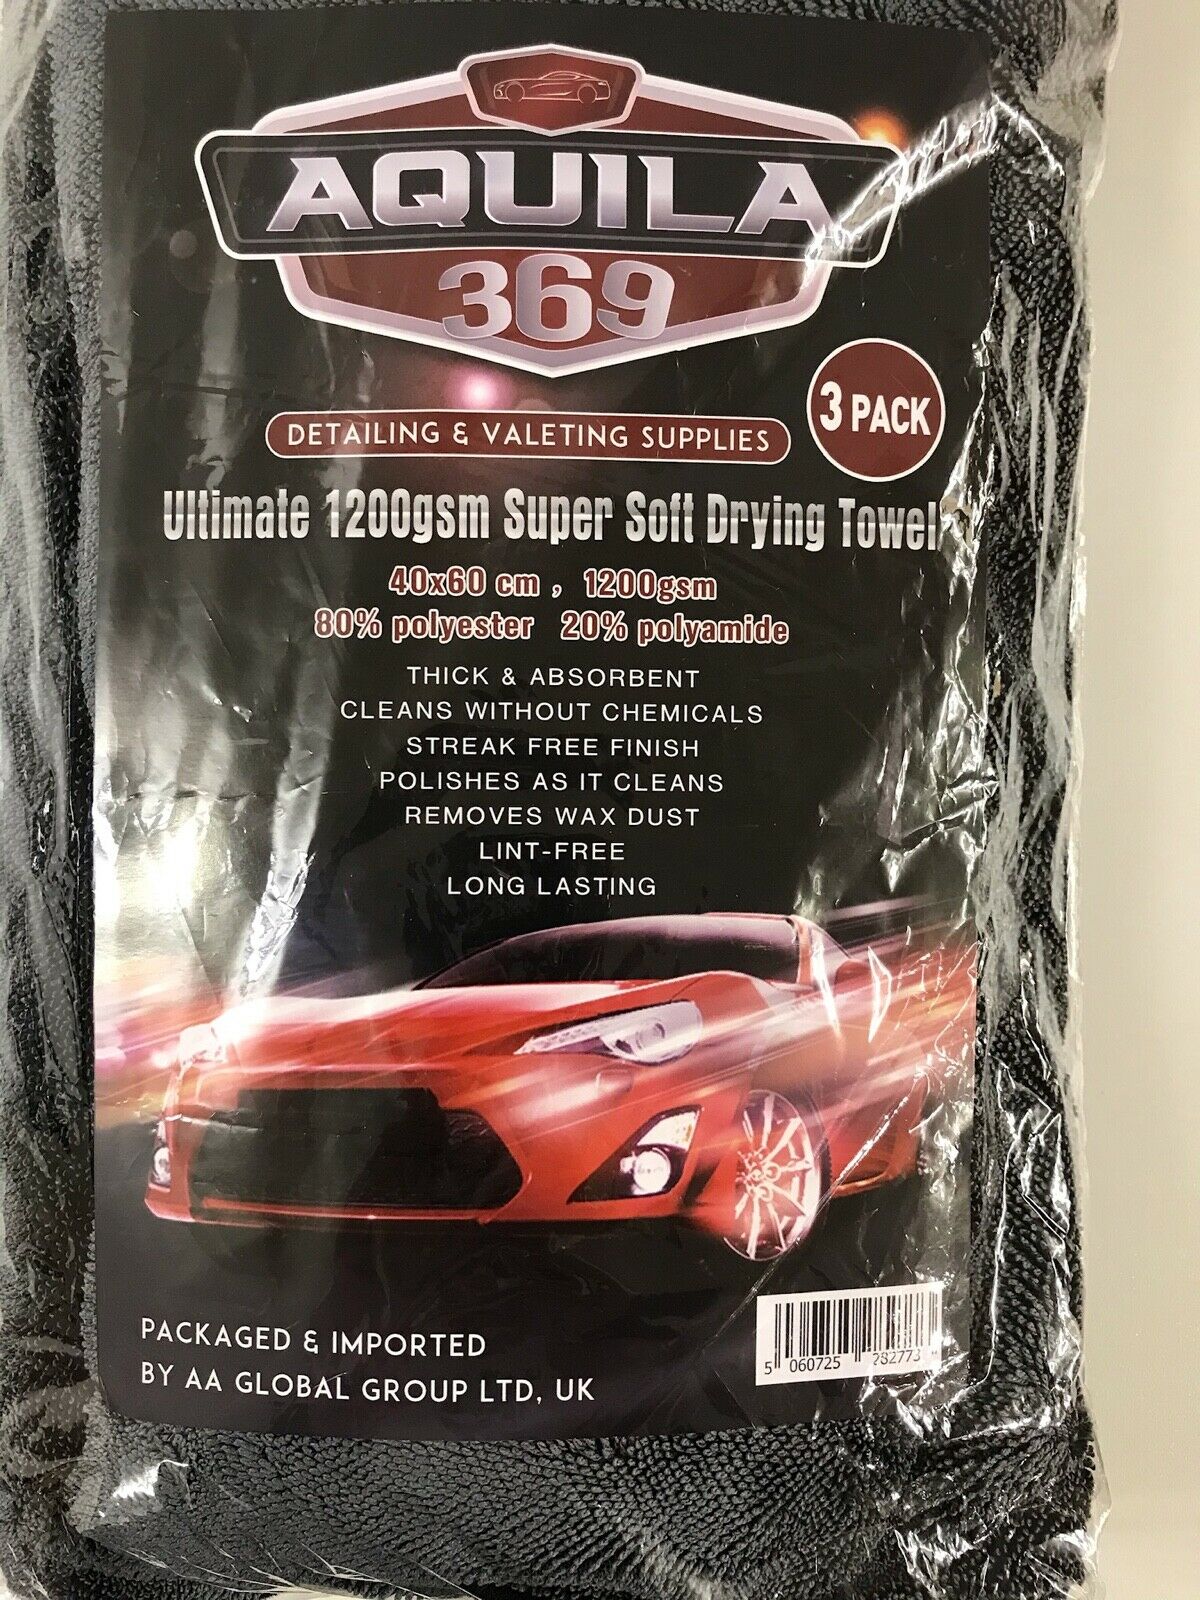 AQUILA
369
3 PACK
DETAILING & VALETING SUPPLIES
Ultimate 1200gsm Super Soft Drying Towel
40x60 cm , 1200gsm
80% polyester 20% polyamide
THICK & ABSORBENT
CLEANS WITHOUT CHEMICALS
STREAK FREE FINISH
POLISHES AS IT CLEANS
REMOVES WAX DUST
LINT-FREE
LONG LASTING
PACKAGED & IMPORTED
BY AA GLOBAL GROUP LTD, UK
5 060725 282773